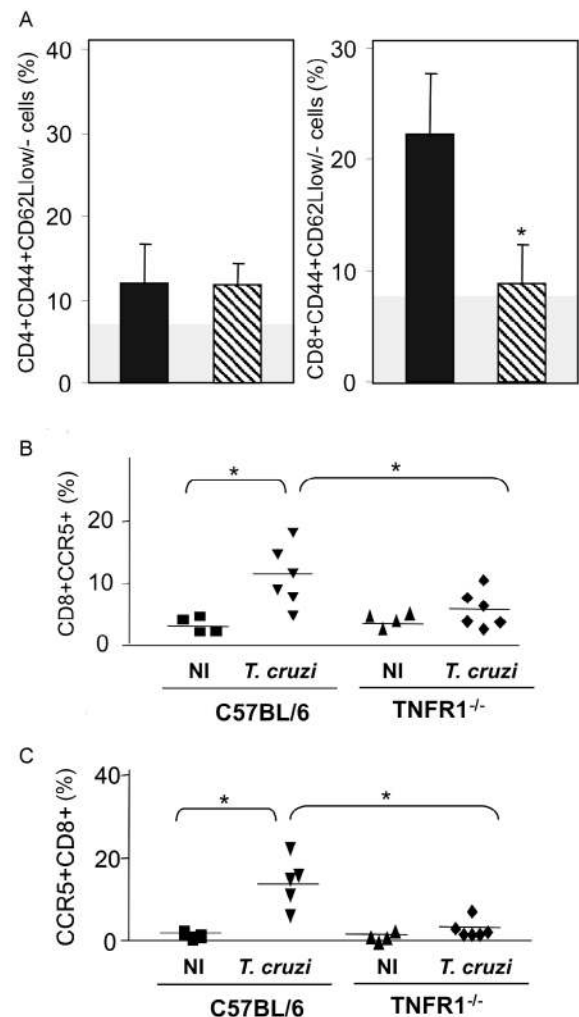 A
CD4+CD44+CD62Llow/- cells (%)
40
30
20
10
0
CD8+CD44+CD62Llow/- cells (%)
30
20
10
0
*
B
CD8+CCR5+ (%)
20
10
0
*
*
NI T. cruzi NI T. cruzi
C57BL/6 TNFR1-/-
C
CCR5+CD8+ (%)
40
20
0
*
*
NI T. cruzi NI T. cruzi
C57BL/6 TNFR1-/-